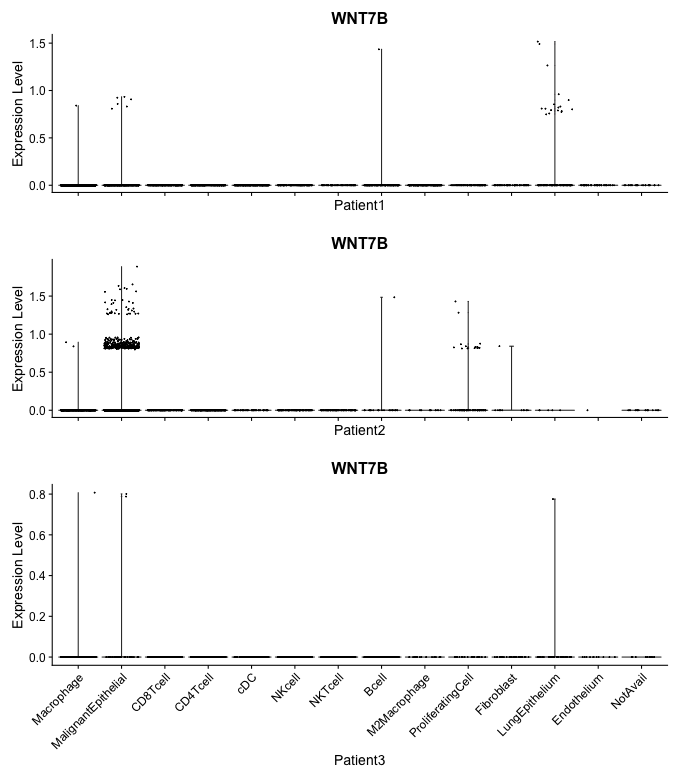 WNT7B
Expression Level
1.5
1.0
0.5
0.0
Patient1
WNT7B
Expression Level
1.5
1.0
0.5
0.0
Patient2
WNT7B
Expression Level
0.8
0.6
0.4
0.2
0.0
Macrophage
MalignantEpithelial
CD8Tcell
CD4Tcell
cDC
NKcell
NKTcell
Bcell
M2Macrophage
ProliferatingCell
Fibroblast
LungEpithelium
Endothelium
NotAvail
Patient3